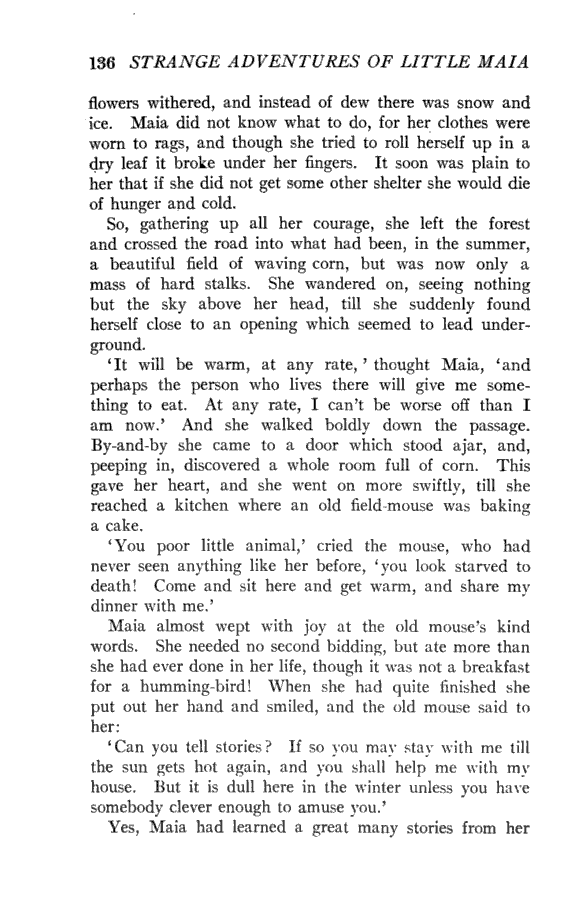 136 STRANGE ADVENTURES OF LITTLE MAIA
flowers withered, and instead of dew there was snow and
ice. Maia did not know what to do, for her clothes were
worn to rags, and though she tried to roll herself up in a
dry leaf it broke under her fingers. It soon was plain to
her that if she did not get some other shelter she would die
of hunger and cold.
So, gathering up all her courage, she left the forest
and crossed the road into what had been, in the summer,
a beautiful field of waving corn, but was now only a
mass of hard stalks. She wandered on, seeing nothing
but the sky above her head, till she suddenly found
herself close to an opening which seemed to lead under-
ground.
‘It will be warm, at any rate, ’ thought Maia, ‘and
perhaps the person who lives there will give me some-
thing to eat. At any rate, I can’t be worse off than I
am now.’ And she walked boldly down the passage.
By-and-by she came to a door which stood ajar, and,
peeping in, discovered a whole room full of corn. This
gave her heart, and she went on more swiftly, till she
reached a kitchen where an old field-mouse was baking
a cake.
‘You poor little animal,’ cried the mouse, who had
never seen anything like her before, ‘you look starved to
death! Come and sit here and get warm, and share my
dinner with me.’
Maia almost wept with joy at the old mouse’s kind
words. She needed no second bidding, but ate more than
she had ever done in her life, though it was not a breakfast
for a humming-bird! When she had quite finished she
put out her hand and smiled, and the old mouse said to
her:
‘Can you tell stories? If so you may stay with me till
the sun gets hot again, and you shall help me with my
house. But it is dull here in the winter unless you have
somebody clever enough to amuse you.’
Yes, Maia had learned a great many stories from her